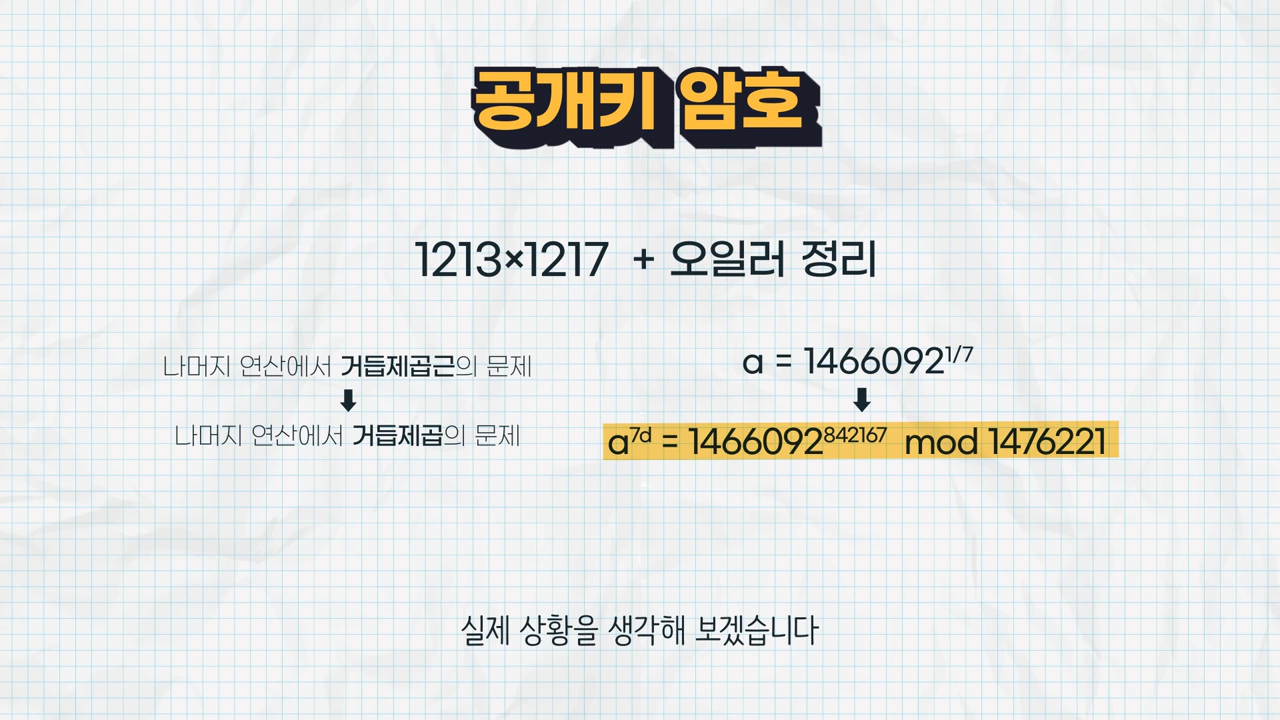 공개키 암호
1213×1217 + 오일러 정리
나머지 연산에서 거듭제곱근의 문제
⬇
나머지 연산에서 거듭제곱의 문제
a = 1466092^1/7
⬇
a^7d = 1466092^842167 mod 1476221
실제 상황을 생각해 보겠습니다